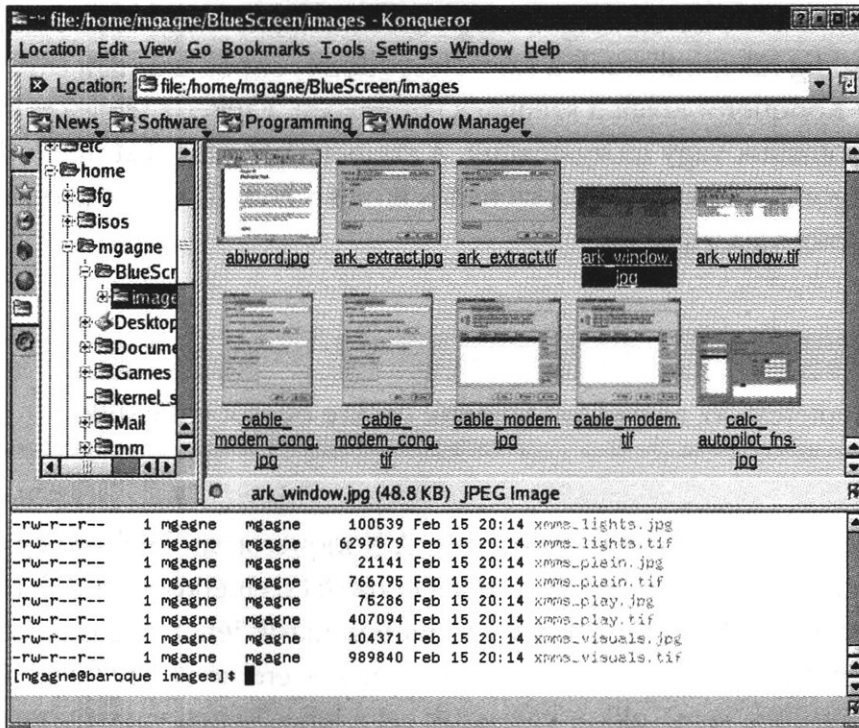 file:/home/mgagne/BlueScreen/images - Konqueror
Location Edit View Go Bookmarks Tools Settings Window Help
Location: file:/home/mgagne/BlueScreen/images
News Software Programming Window Manager
etc
home
fg
isos
mgagne
BlueScr
image
Desktop
Docume
Games
kernel_s
Mail
mm
abiword.jpg ark_extract.jpg ark_extract.tif ark_window.jpg ark_window.tif
cable_modem_cong.jpg cable_modem_cong.tif cable_modem.jpg cable_modem.tif calc_autopilot_fns.jpg
ark_window.jpg (48.8 KB) JPEG Image
-rw-r--r-- 1 mgagne mgagne 100539 Feb 15 20:14 xmms_lights.jpg
-rw-r--r-- 1 mgagne mgagne 6297879 Feb 15 20:14 xmms_lights.tif
-rw-r--r-- 1 mgagne mgagne 21141 Feb 15 20:14 xmms_plain.jpg
-rw-r--r-- 1 mgagne mgagne 766795 Feb 15 20:14 xmms_plain.tif
-rw-r--r-- 1 mgagne mgagne 75286 Feb 15 20:14 xmms_play.jpg
-rw-r--r-- 1 mgagne mgagne 407094 Feb 15 20:14 xmms_play.tif
-rw-r--r-- 1 mgagne mgagne 104371 Feb 15 20:14 xmms_visuals.jpg
-rw-r--r-- 1 mgagne mgagne 989840 Feb 15 20:14 xmms_visuals.tif
[mgagne@baroque images]$